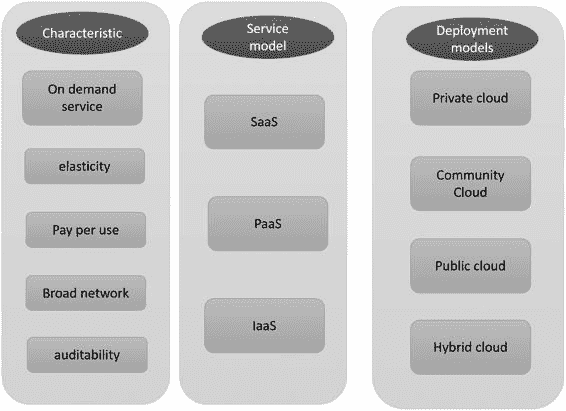 Characteristic
On demand
service
elasticity
Pay per use
Broad network
auditability
Service
model
SaaS
PaaS
IaaS
Deployment
models
Private cloud
Community
Cloud
Public cloud
Hybrid cloud